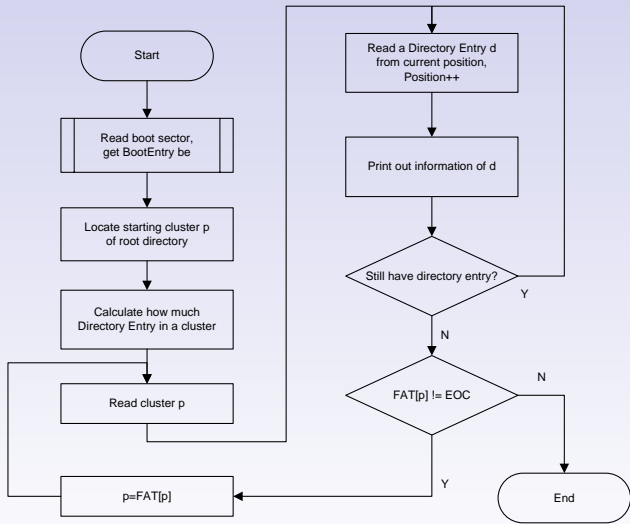 Start
Read boot sector,
get BootEntry be
Locate starting cluster p
of root directory
Calculate how much
Directory Entry in a cluster
Read cluster p
p=FAT[p]
Read a Directory Entry d
from current position,
Position++
Print out information of d
Still have directory entry?
Y
N
FAT[p] != EOC
N
Y
End